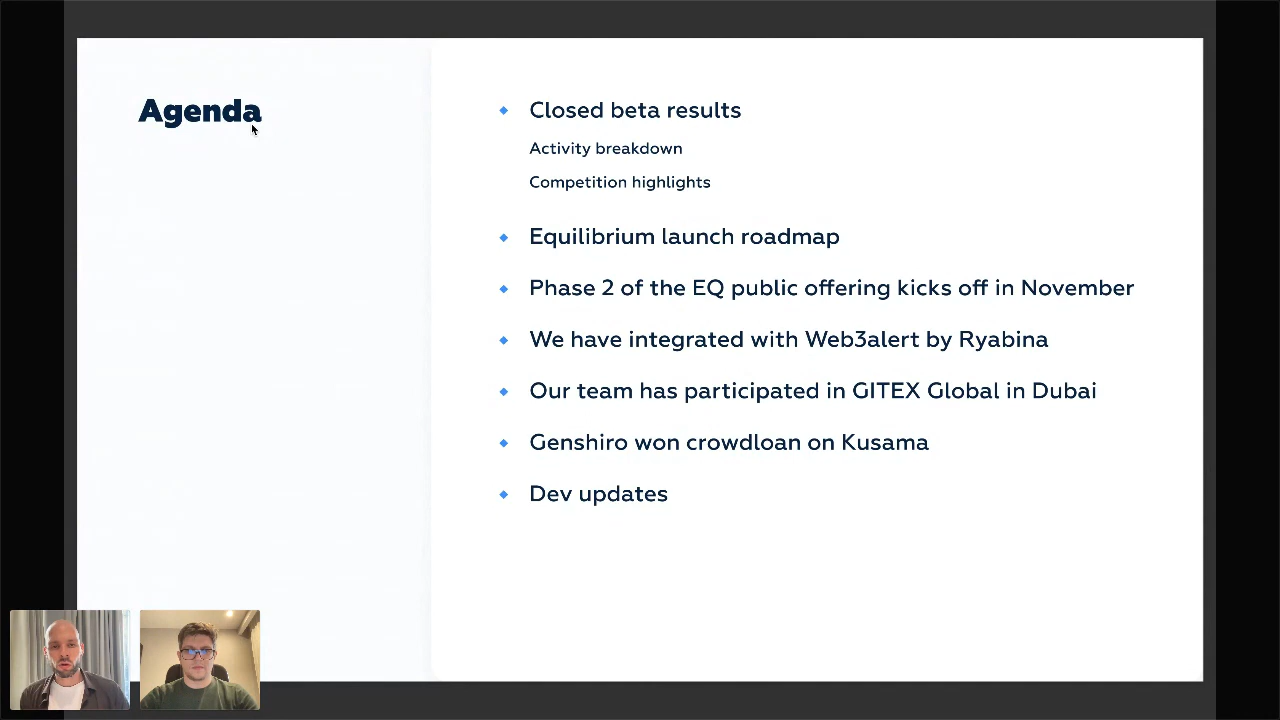 Agenda
Closed beta results
Activity breakdown
Competition highlights
Equilibrium launch roadmap
Phase 2 of the EQ public offering kicks off in November
We have integrated with Web3alert by Ryabina
Our team has participated in GITEX Global in Dubai
Genshiro won crowdloan on Kusama
Dev updates